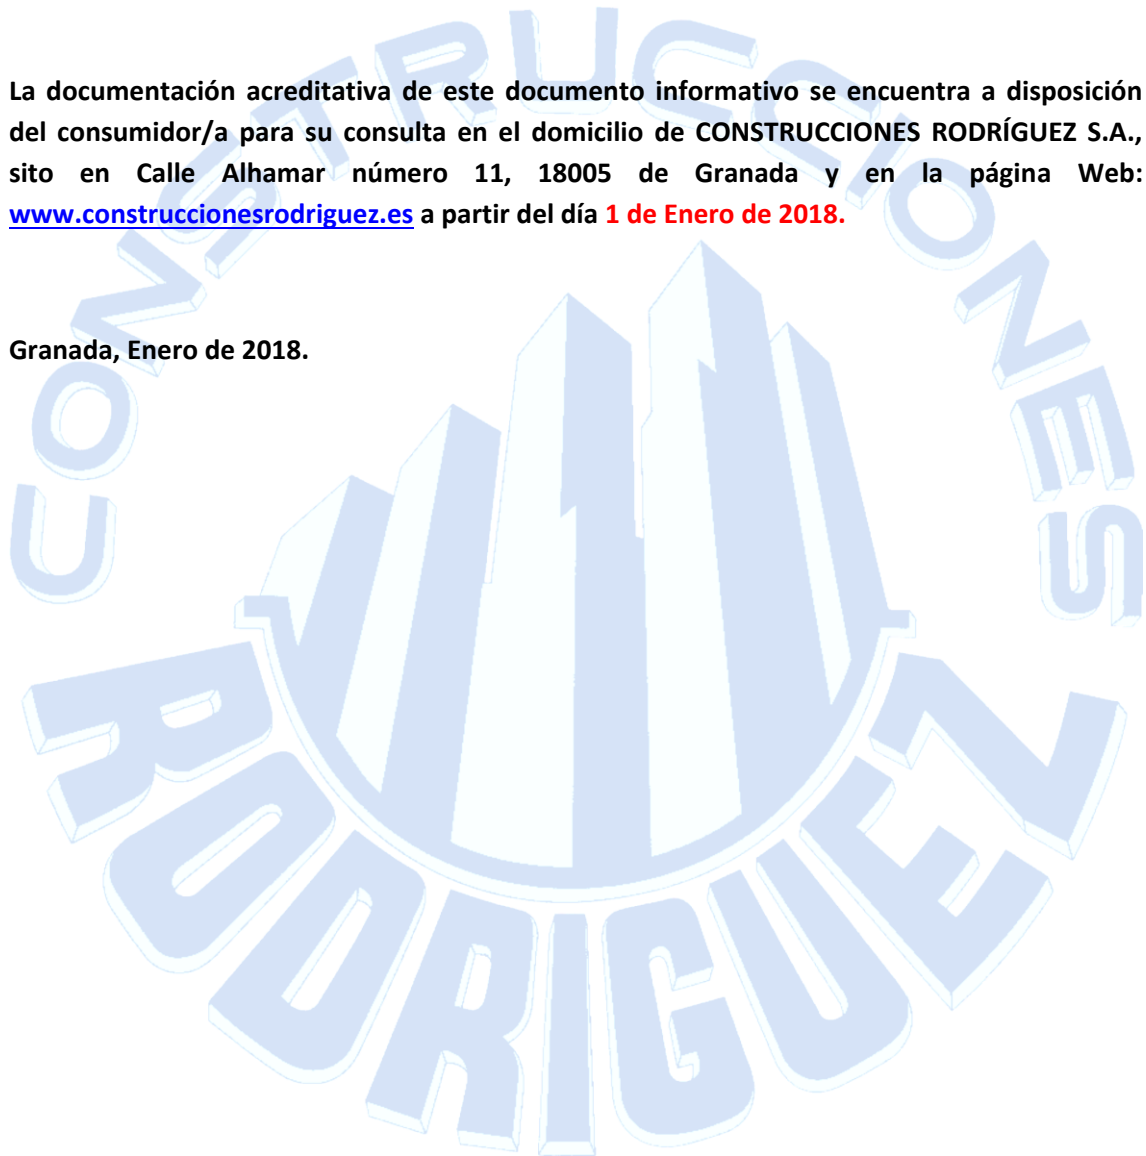 La documentación acreditativa de este documento informativo se encuentra a disposición
del consumidor/a para su consulta en el domicilio de CONSTRUCCIONES RODRÍGUEZ S.A.,
sito en Calle Alhamar número 11, 18005 de Granada y en la página Web:
www.construccionesrodriguez.es a partir del día 1 de Enero de 2018.
Granada, Enero de 2018.
CONSTRUCCIONES
RODRIGUEZ